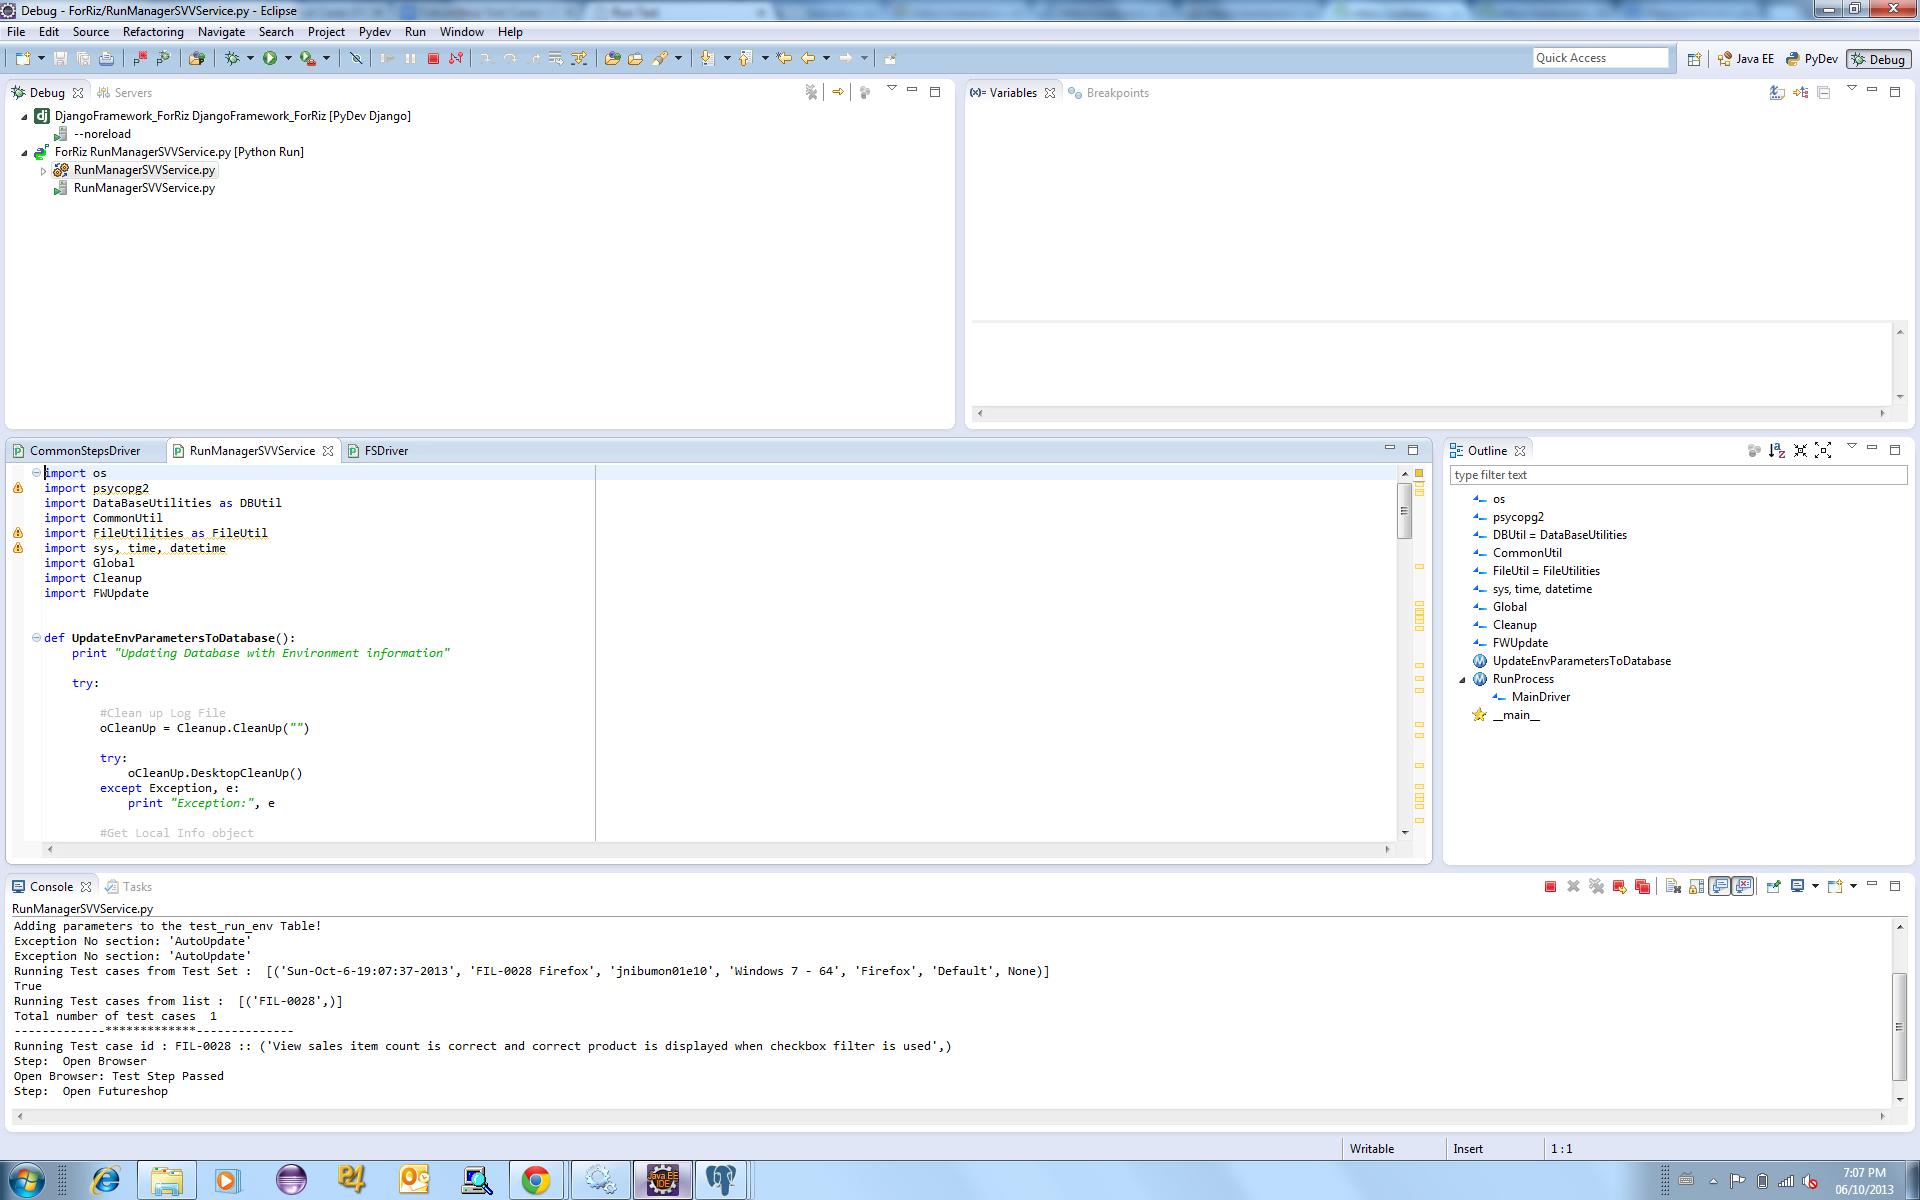 Debug - ForRiz/RunManagerSVVService.py - Eclipse
File Edit Source Refactoring Navigate Search Project Pydev Run Window Help
Quick Access
Java EE
PyDev
Debug
Debug
Servers
DjangoFramework_ForRiz DjangoFramework_ForRiz [PyDev Django]
--noreload
ForRiz RunManagerSVVService.py [Python Run]
RunManagerSVVService.py
RunManagerSVVService.py
(x)= Variables
Breakpoints
CommonStepsDriver
RunManagerSVVService
FSDriver
import os
import psycopg2
import DataBaseUtilities as DBUtil
import CommonUtil
import FileUtilities as FileUtil
import sys, time, datetime
import Global
import Cleanup
import FWUpdate
def UpdateEnvParametersToDatabase():
print "Updating Database with Environment information"
try:
#Clean up Log File
oCleanUp = Cleanup.CleanUp("")
try:
oCleanUp.DesktopCleanUp()
except Exception, e:
print "Exception:", e
#Get Local Info object
Outline
type filter text
os
psycopg2
DBUtil = DataBaseUtilities
CommonUtil
FileUtil = FileUtilities
sys, time, datetime
Global
Cleanup
FWUpdate
UpdateEnvParametersToDatabase
RunProcess
MainDriver
__main__
Console
Tasks
RunManagerSVVService.py
Adding parameters to the test_run_env Table!
Exception No section: 'AutoUpdate'
Exception No section: 'AutoUpdate'
Running Test cases from Test Set :  [('Sun-Oct-6-19:07:37-2013', 'FIL-0028 Firefox', 'jnibumon01e10', 'Windows 7 - 64', 'Firefox', 'Default', None)]
True
Running Test cases from list :  [('FIL-0028',)]
Total number of test cases  1
-------------*************--------------
Running Test case id : FIL-0028 :: ('View sales item count is correct and correct product is displayed when checkbox filter is used',)
Step:  Open Browser
Open Browser: Test Step Passed
Step:  Open Futureshop
Writable
Insert
1 : 1
7:07 PM
06/10/2013